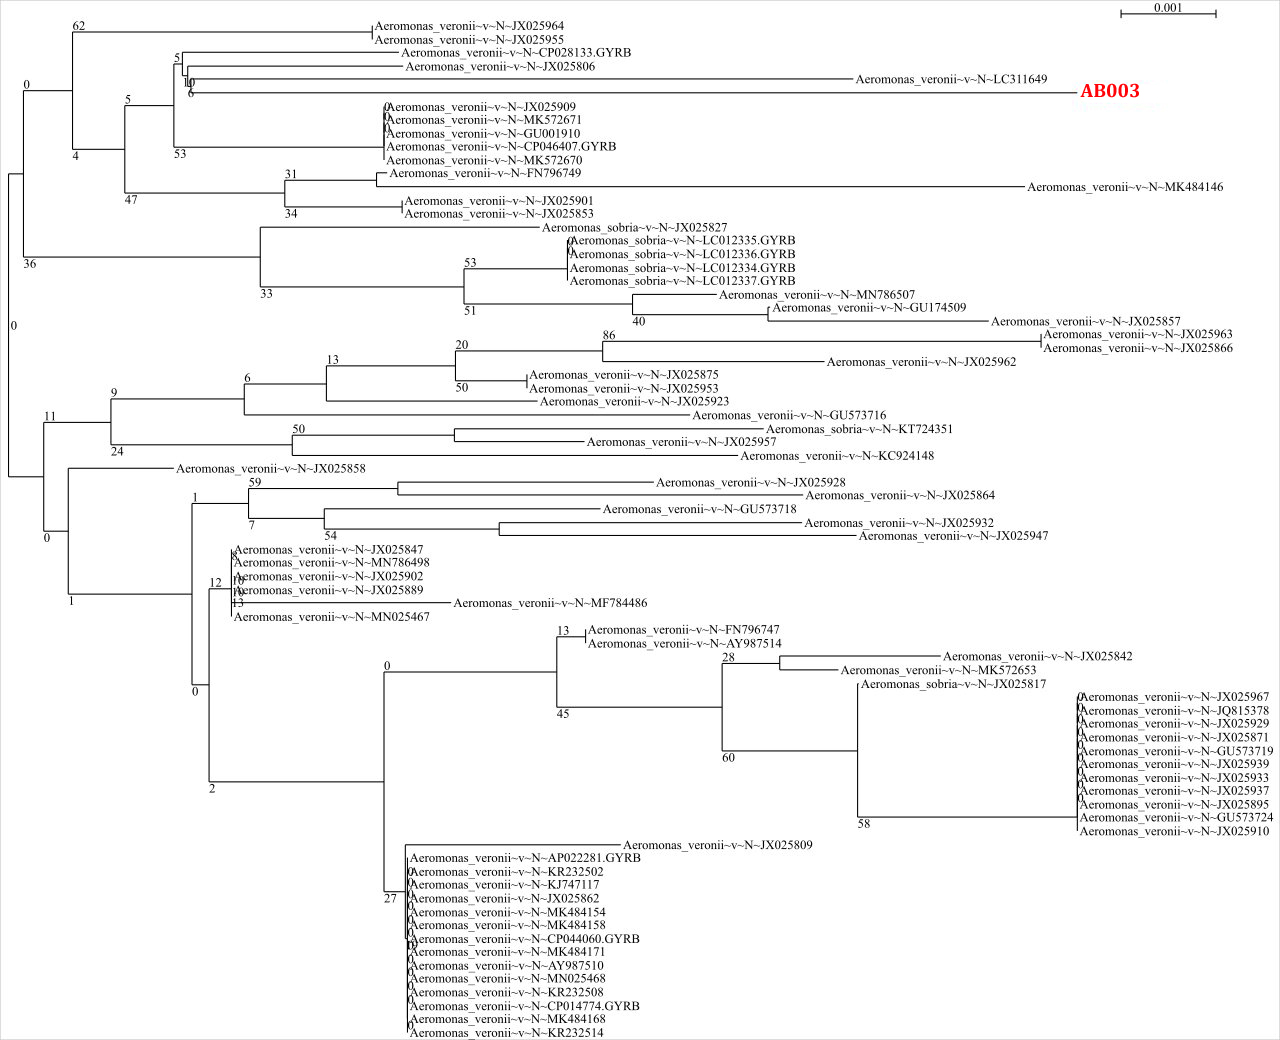 0.001
62
Aeromonas_veronii~v~N~JX025964
Aeromonas_veronii~v~N~JX025955
5
Aeromonas_veronii~v~N~CP028133.GYRB
Aeromonas_veronii~v~N~JX025806
0
10
Aeromonas_veronii~v~N~LC311649
6
AB003
5
Aeromonas_veronii~v~N~JX025909
Aeromonas_veronii~v~N~MK572671
Aeromonas_veronii~v~N~GU001910
Aeromonas_veronii~v~N~CP046407.GYRB
4
53
Aeromonas_veronii~v~N~MK572670
31
Aeromonas_veronii~v~N~FN796749
Aeromonas_veronii~v~N~MK484146
47
Aeromonas_veronii~v~N~JX025901
34
Aeromonas_veronii~v~N~JX025853
Aeromonas_sobria~v~N~JX025827
Aeromonas_sobria~v~N~LC012335.GYRB
Aeromonas_sobria~v~N~LC012336.GYRB
36
53
Aeromonas_sobria~v~N~LC012334.GYRB
Aeromonas_sobria~v~N~LC012337.GYRB
33
Aeromonas_veronii~v~N~MN786507
51
Aeromonas_veronii~v~N~GU174509
40
Aeromonas_veronii~v~N~JX025857
0
86
Aeromonas_veronii~v~N~JX025963
20
Aeromonas_veronii~v~N~JX025866
13
Aeromonas_veronii~v~N~JX025962
6
Aeromonas_veronii~v~N~JX025875
50
Aeromonas_veronii~v~N~JX025953
9
Aeromonas_veronii~v~N~JX025923
11
Aeromonas_veronii~v~N~GU573716
50
Aeromonas_sobria~v~N~KT724351
Aeromonas_veronii~v~N~JX025957
24
Aeromonas_veronii~v~N~KC924148
Aeromonas_veronii~v~N~JX025858
59
Aeromonas_veronii~v~N~JX025928
1
Aeromonas_veronii~v~N~JX025864
Aeromonas_veronii~v~N~GU573718
7
Aeromonas_veronii~v~N~JX025932
0
54
Aeromonas_veronii~v~N~JX025947
Aeromonas_veronii~v~N~JX025847
Aeromonas_veronii~v~N~MN786498
Aeromonas_veronii~v~N~JX025902
12
10
Aeromonas_veronii~v~N~JX025889
1
13
Aeromonas_veronii~v~N~MF784486
Aeromonas_veronii~v~N~MN025467
13
Aeromonas_veronii~v~N~FN796747
Aeromonas_veronii~v~N~AY987514
28
Aeromonas_veronii~v~N~JX025842
0
Aeromonas_veronii~v~N~MK572653
0
Aeromonas_sobria~v~N~JX025817
Aeromonas_veronii~v~N~JX025967
45
Aeromonas_veronii~v~N~JQ815378
Aeromonas_veronii~v~N~JX025929
Aeromonas_veronii~v~N~JX025871
60
Aeromonas_veronii~v~N~GU573719
Aeromonas_veronii~v~N~JX025939
Aeromonas_veronii~v~N~JX025933
2
Aeromonas_veronii~v~N~JX025937
Aeromonas_veronii~v~N~JX025895
58
Aeromonas_veronii~v~N~GU573724
Aeromonas_veronii~v~N~JX025910
Aeromonas_veronii~v~N~JX025809
Aeromonas_veronii~v~N~AP022281.GYRB
Aeromonas_veronii~v~N~KR232502
Aeromonas_veronii~v~N~KJ747117
27
Aeromonas_veronii~v~N~JX025862
Aeromonas_veronii~v~N~MK484154
Aeromonas_veronii~v~N~MK484158
Aeromonas_veronii~v~N~CP044060.GYRB
Aeromonas_veronii~v~N~MK484171
Aeromonas_veronii~v~N~AY987510
Aeromonas_veronii~v~N~MN025468
Aeromonas_veronii~v~N~KR232508
Aeromonas_veronii~v~N~CP014774.GYRB
Aeromonas_veronii~v~N~MK484168
Aeromonas_veronii~v~N~KR232514